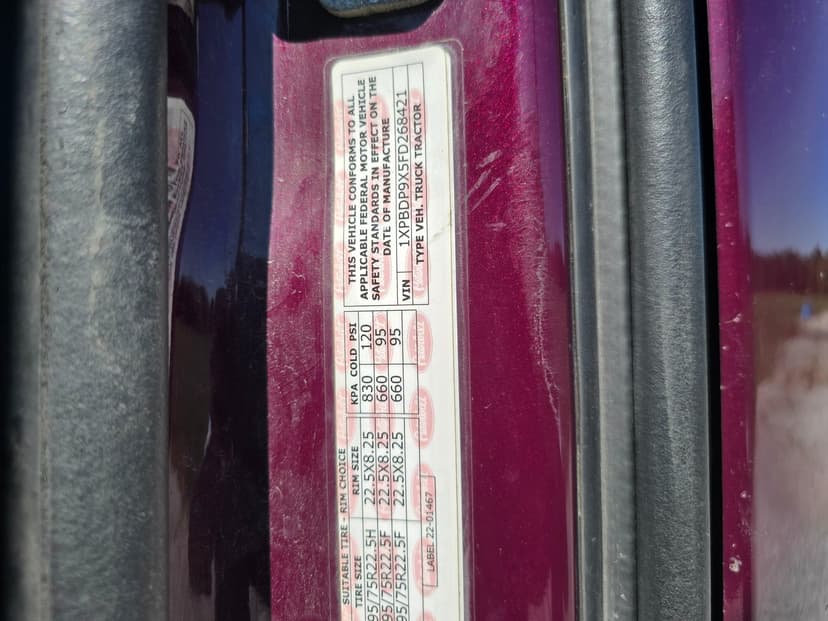 SUITABLE TIRE - RIM CHOICE
TIRE SIZE RIM SIZE KPA COLD PSI
95/75R22.5H 22.5X8.25 830 120
95/75R22.5F 22.5X8.25 660 95
95/75R22.5F 22.5X8.25 660 95
LABEL 22-01467
THIS VEHICLE CONFORMS TO ALL
APPLICABLE FEDERAL MOTOR VEHICLE
SAFETY STANDARDS IN EFFECT ON THE
DATE OF MANUFACTURE
VIN 1XPBDP9X5FD268421
TYPE VEH. TRUCK TRACTOR